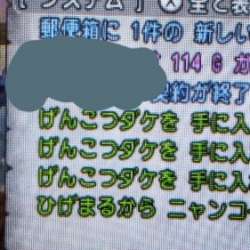 [システム] Ⓧ全と表
郵便箱に 1件の 新しい
114 G が
契約が終了
げんこつダケを 手に入
げんこつダケを 手に入
げんこつダケを 手に入
ひげまるから ニャンコ